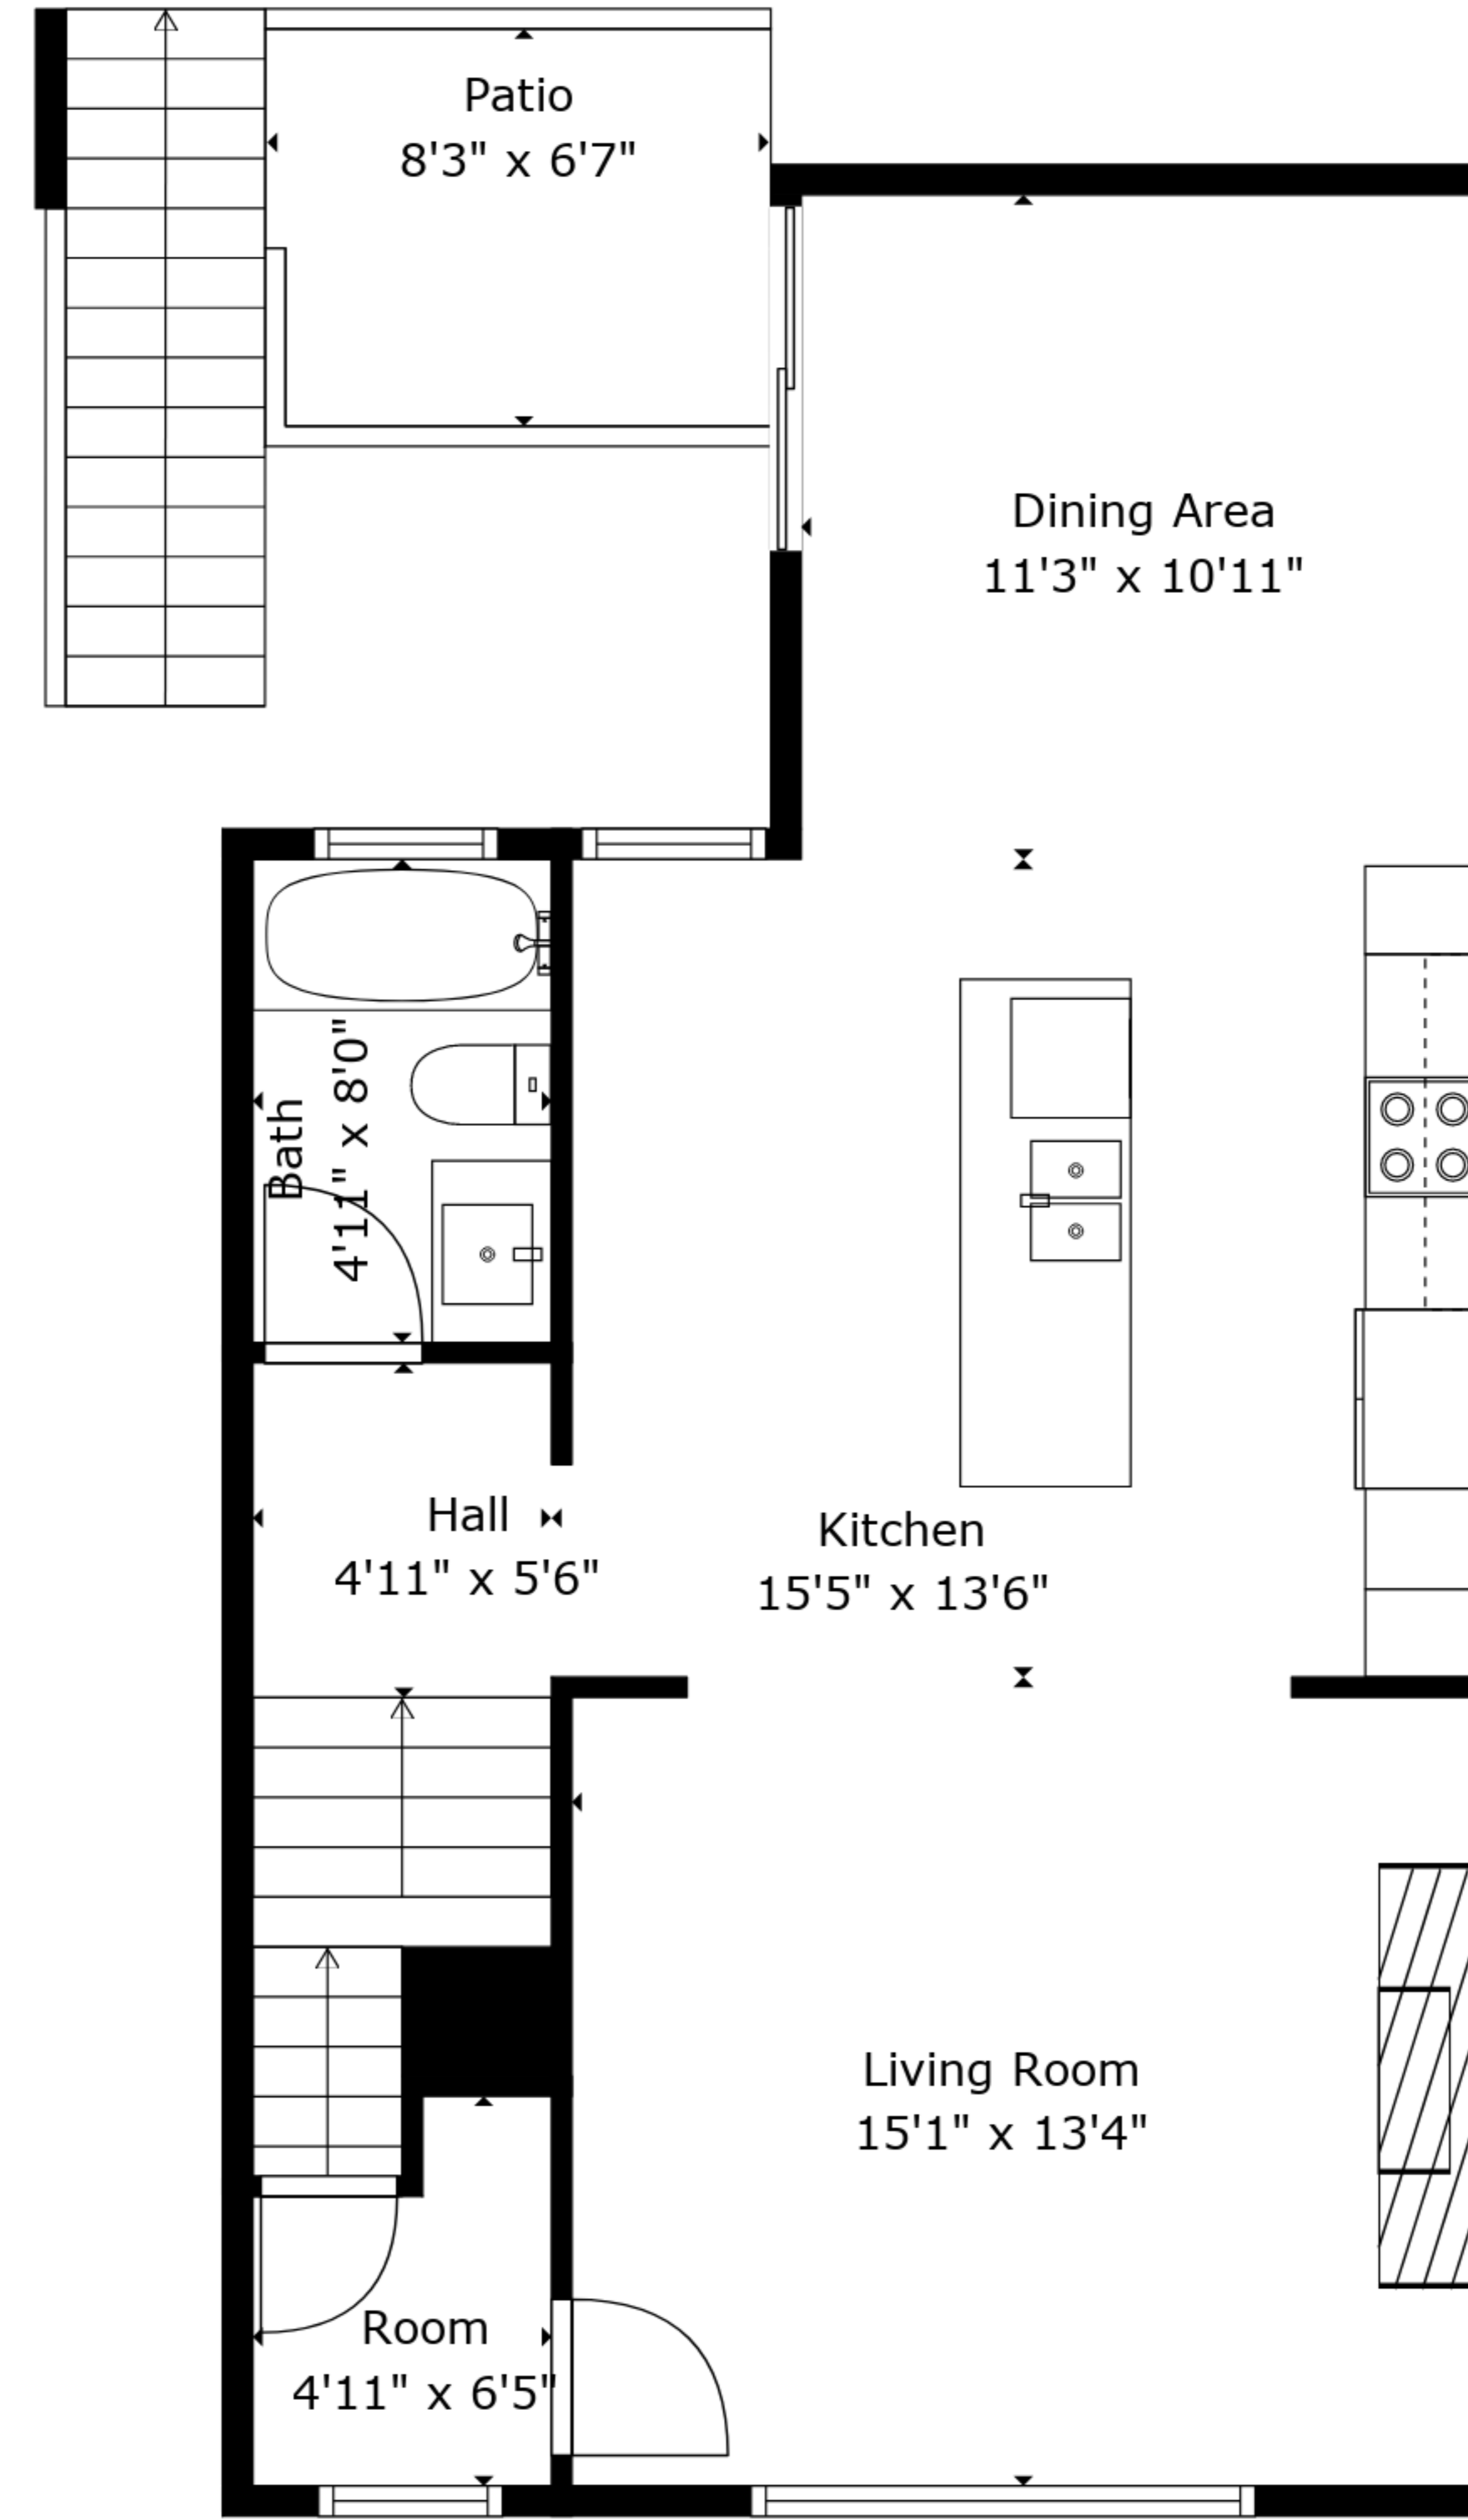 Patio
8'3" x 6'7"
Dining Area
11'3" x 10'11"
Bath
4'11" x 8'0"
Hall
4'11" x 5'6"
Kitchen
15'5" x 13'6"
Living Room
15'1" x 13'4"
Room
4'11" x 6'5"